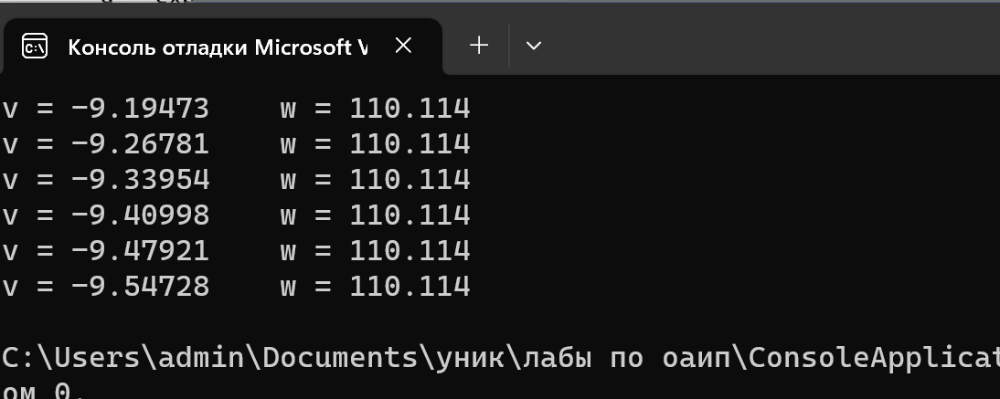 Консоль отладки Microsoft V
v = -9.19473    w = 110.114
v = -9.26781    w = 110.114
v = -9.33954    w = 110.114
v = -9.40998    w = 110.114
v = -9.47921    w = 110.114
v = -9.54728    w = 110.114
C:\Users\admin\Documents\уник\лабы по оаип\ConsoleApplicat
ом 0.